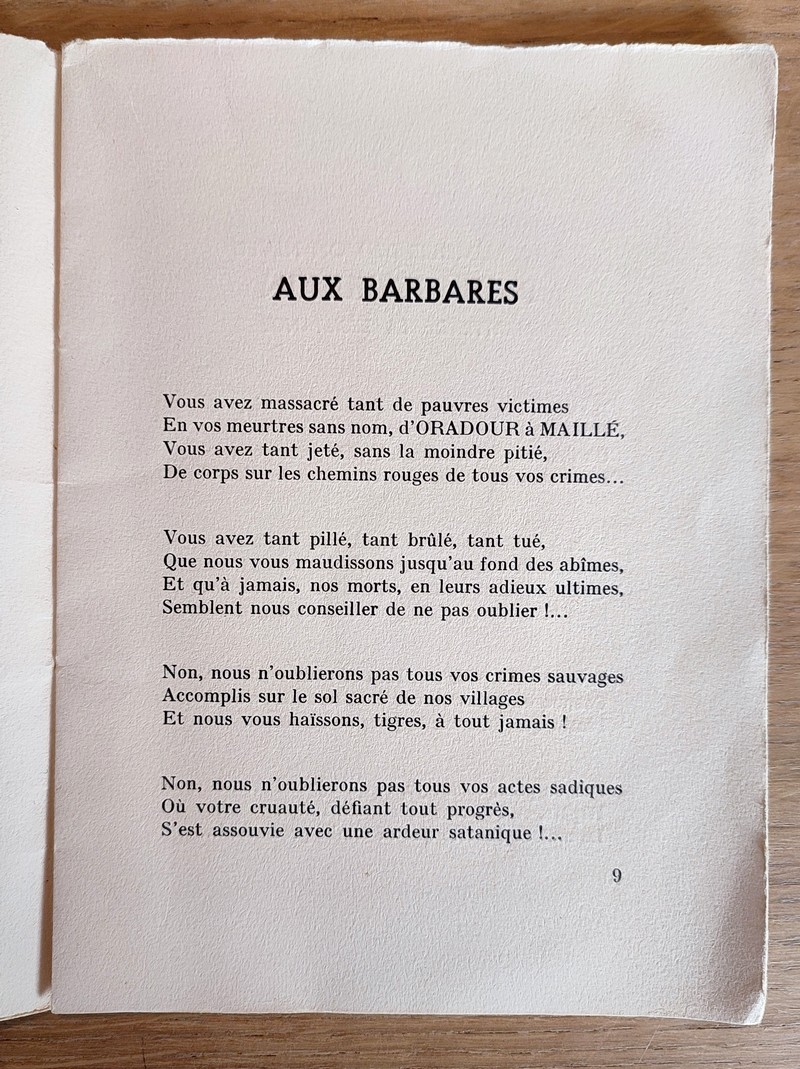 AUX BARBARES
Vous avez massacré tant de pauvres victimes
En vos meurtres sans nom, d'ORADOUR à MAILLÉ,
Vous avez tant jeté, sans la moindre pitié,
De corps sur les chemins rouges de tous vos crimes...
Vous avez tant pillé, tant brûlé, tant tué,
Que nous vous maudissons jusqu'au fond des abîmes,
Et qu'à jamais, nos morts, en leurs adieux ultimes,
Semblent nous conseiller de ne pas oublier !...
Non, nous n'oublierons pas tous vos crimes sauvages
Accomplis sur le sol sacré de nos villages
Et nous vous haïssons, tigres, à tout jamais !
Non, nous n'oublierons pas tous vos actes sadiques
Où votre cruauté, défiant tout progrès,
S'est assouvie avec une ardeur satanique !...
9